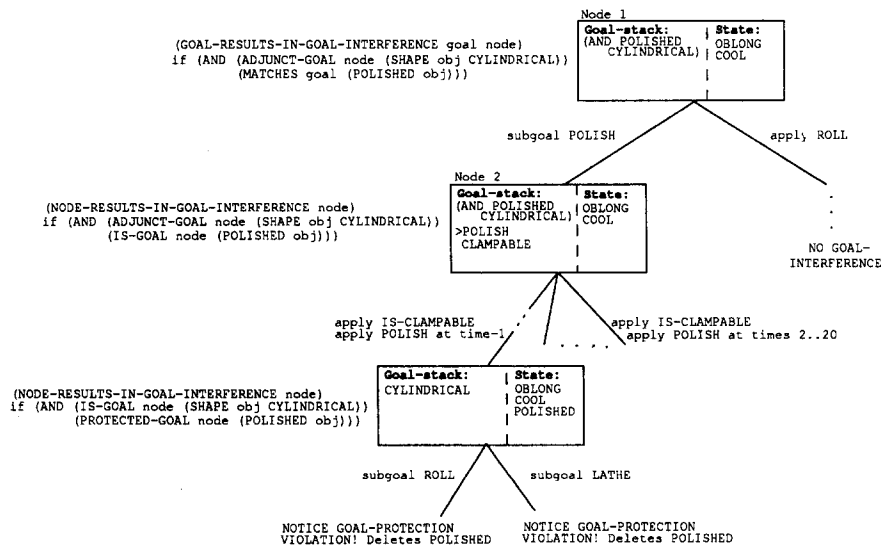 Node 1
Goal-stack:
(AND POLISHED
CYLINDRICAL)
State:
OBLONG
COOL
(GOAL-RESULTS-IN-GOAL-INTERFERENCE goal node)
if (AND (ADJUNCT-GOAL node (SHAPE obj CYLINDRICAL))
(MATCHES goal (POLISHED obj)))
subgoal POLISH
apply ROLL
Node 2
Goal-stack:
(AND POLISHED
CYLINDRICAL)
>POLISH
CLAMPABLE
State:
OBLONG
COOL
(NODE-RESULTS-IN-GOAL-INTERFERENCE node)
if (AND (ADJUNCT-GOAL node (SHAPE obj CYLINDRICAL))
(IS-GOAL node (POLISHED obj)))
NO GOAL-
INTERFERENCE
apply IS-CLAMPABLE
apply POLISH at time-1
apply IS-CLAMPABLE
apply POLISH at times 2..20
Goal-stack:
CYLINDRICAL
State:
OBLONG
COOL
POLISHED
(NODE-RESULTS-IN-GOAL-INTERFERENCE node)
if (AND (IS-GOAL node (SHAPE obj CYLINDRICAL))
(PROTECTED-GOAL node (POLISHED obj)))
subgoal ROLL
subgoal LATHE
NOTICE GOAL-PROTECTION
VIOLATION! Deletes POLISHED
NOTICE GOAL-PROTECTION
VIOLATION! Deletes POLISHED